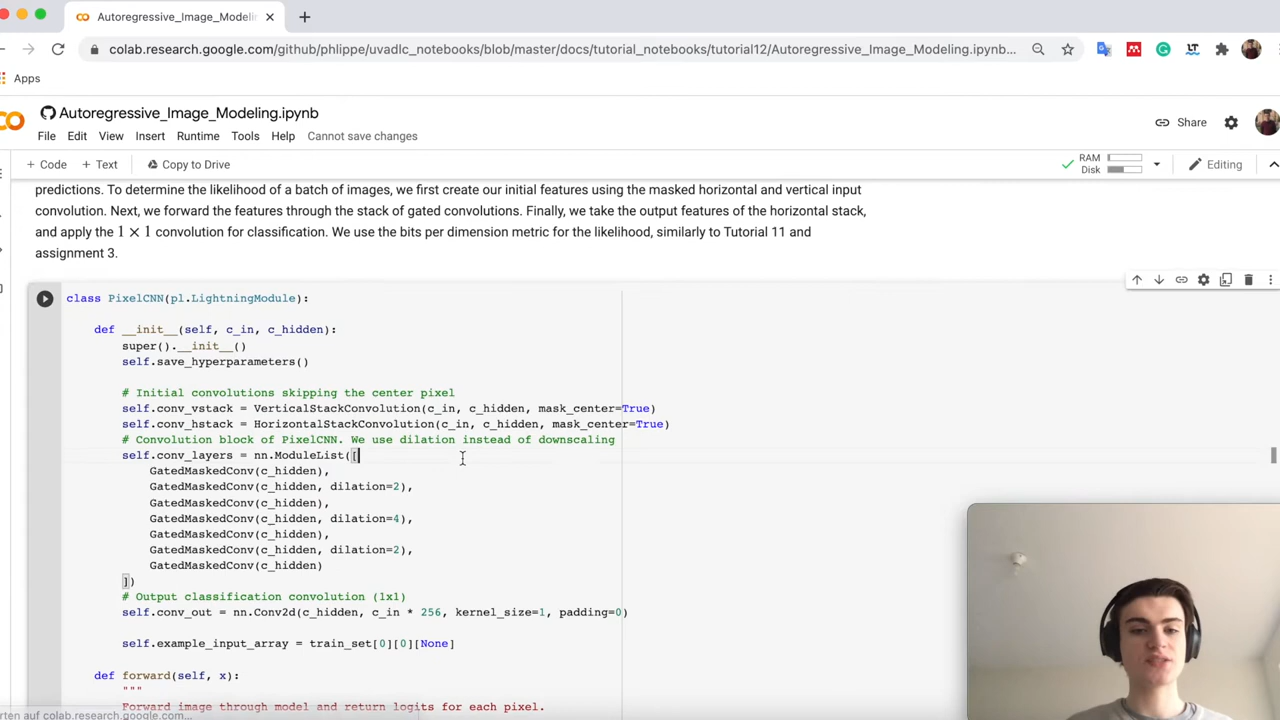 Autoregressive_Image_Modelin
colab.research.google.com/github/phlippe/uvadlc_notebooks/blob/master/docs/tutorial_notebooks/tutorial12/Autoregressive_Image_Modeling.ipynb...
Apps
Autoregressive_Image_Modeling.ipynb
File Edit View Insert Runtime Tools Help Cannot save changes
Share
+ Code + Text Copy to Drive
RAM
Disk
Editing
predictions. To determine the likelihood of a batch of images, we first create our initial features using the masked horizontal and vertical input
convolution. Next, we forward the features through the stack of gated convolutions. Finally, we take the output features of the horizontal stack,
and apply the 1 × 1 convolution for classification. We use the bits per dimension metric for the likelihood, similarly to Tutorial 11 and
assignment 3.
class PixelCNN(pl.LightningModule):
def __init__(self, c_in, c_hidden):
super().__init__()
self.save_hyperparameters()
# Initial convolutions skipping the center pixel
self.conv_vstack = VerticalStackConvolution(c_in, c_hidden, mask_center=True)
self.conv_hstack = HorizontalStackConvolution(c_in, c_hidden, mask_center=True)
# Convolution block of PixelCNN. We use dilation instead of downscaling
self.conv_layers = nn.ModuleList([
GatedMaskedConv(c_hidden),
GatedMaskedConv(c_hidden, dilation=2),
GatedMaskedConv(c_hidden),
GatedMaskedConv(c_hidden, dilation=4),
GatedMaskedConv(c_hidden),
GatedMaskedConv(c_hidden, dilation=2),
GatedMaskedConv(c_hidden)
])
# Output classification convolution (1x1)
self.conv_out = nn.Conv2d(c_hidden, c_in * 256, kernel_size=1, padding=0)
self.example_input_array = train_set[0][0][None]
def forward(self, x):
"""
Forward image through model and return logits for each pixel.
rten auf colab.research.google.com...